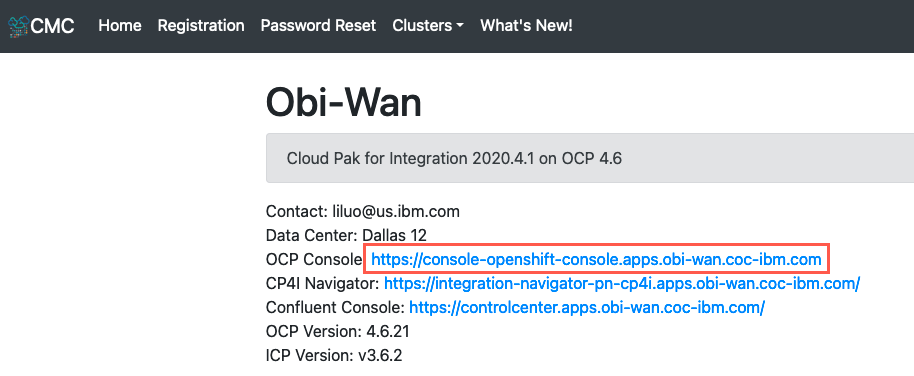 CMC Home Registration Password Reset Clusters What's New!
Obi-Wan
Cloud Pak for Integration 2020.4.1 on OCP 4.6
Contact: liluo@us.ibm.com
Data Center: Dallas 12
OCP Console: https://console-openshift-console.apps.obi-wan.coc-ibm.com
CP4I Navigator: https://integration-navigator-pn-cp4i.apps.obi-wan.coc-ibm.com/
Confluent Console: https://controlcenter.apps.obi-wan.coc-ibm.com/
OCP Version: 4.6.21
ICP Version: v3.6.2